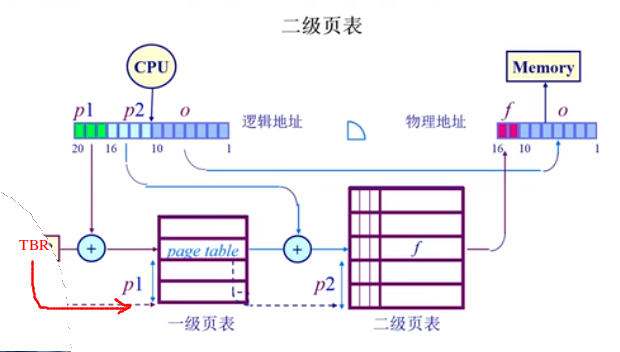 二级页表
CPU
Memory
p1 p2 o
逻辑地址
物理地址
f o
20 16 10 1
16 10 1
TBR
+
page table
+
f
p1
p2
一级页表
二级页表